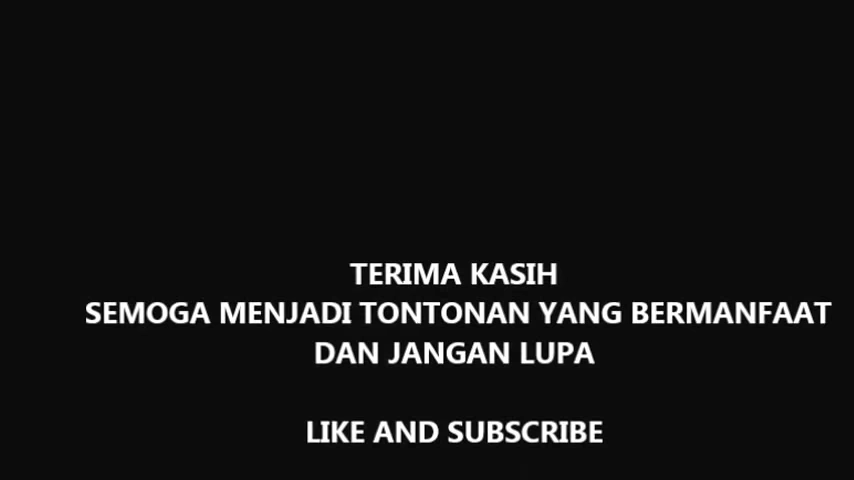 TERIMA KASIH
SEMOGA MENJADI TONTONAN YANG BERMANFAAT
DAN JANGAN LUPA
LIKE AND SUBSCRIBE